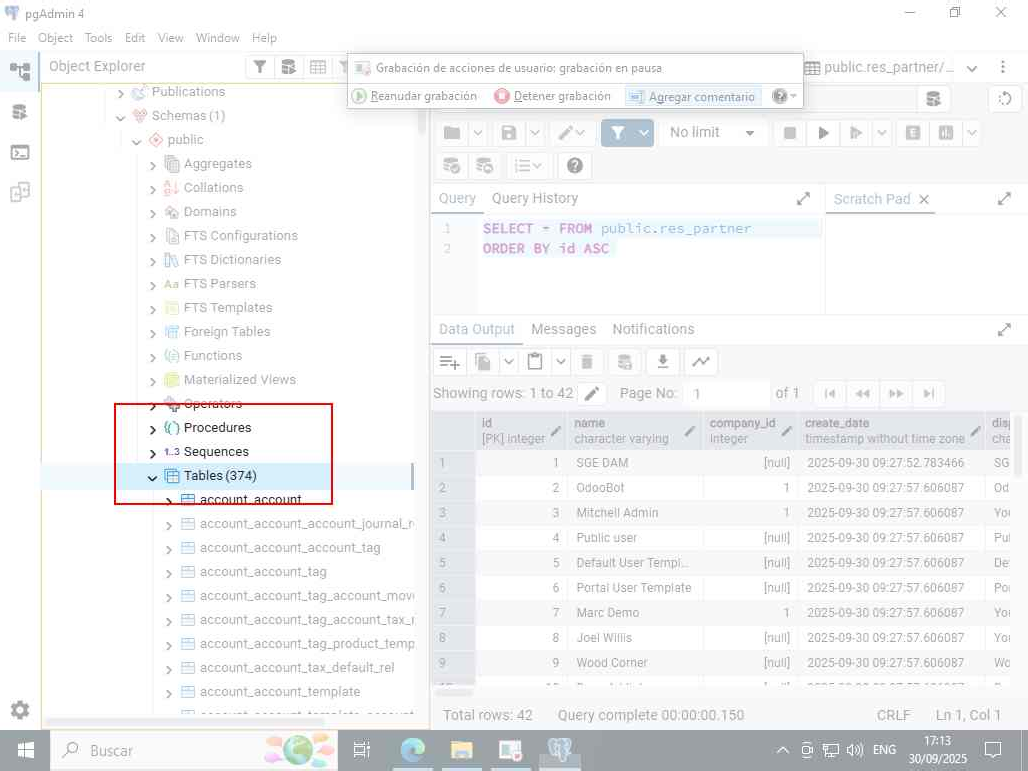 pgAdmin 4
File Object Tools Edit View Window Help
Object Explorer
Grabación de acciones de usuario: grabación en pausa
Reanudar grabación Detener grabación Agregar comentario
public.res_partner/...
Publications
Schemas (1)
public
Aggregates
Collations
Domains
FTS Configurations
FTS Dictionaries
FTS Parsers
FTS Templates
Foreign Tables
Functions
Materialized Views
Operators
Procedures
1..3 Sequences
Tables (374)
account_account
account_account_account_journal_r
account_account_account_tag
account_account_tag
account_account_tag_account_mov
account_account_tag_account_tax_r
account_account_tag_product_temp
account_account_tax_default_rel
account_account_template
account_account_template_account
No limit
Query Query History
Scratch Pad
1 SELECT * FROM public.res_partner
2 ORDER BY id ASC
Data Output Messages Notifications
Showing rows: 1 to 42 Page No: 1 of 1
id name company_id create_date dis
[PK] integer character varying integer timestamp without time zone cha
1 1 SGE DAM [null] 2025-09-30 09:27:52.783466 SG
2 2 OdooBot 1 2025-09-30 09:27:57.606087 Od
3 3 Mitchell Admin 1 2025-09-30 09:27:57.606087 You
4 4 Public user [null] 2025-09-30 09:27:57.606087 Pul
5 5 Default User Templ... [null] 2025-09-30 09:27:57.606087 De
6 6 Portal User Template [null] 2025-09-30 09:27:57.606087 Po
7 7 Marc Demo 1 2025-09-30 09:27:57.606087 You
8 8 Joel Willis [null] 2025-09-30 09:27:57.606087 You
9 9 Wood Corner [null] 2025-09-30 09:27:57.606087 Wo
Total rows: 42 Query complete 00:00:00.150 CRLF Ln 1, Col 1
Buscar
ENG
17:13
30/09/2025